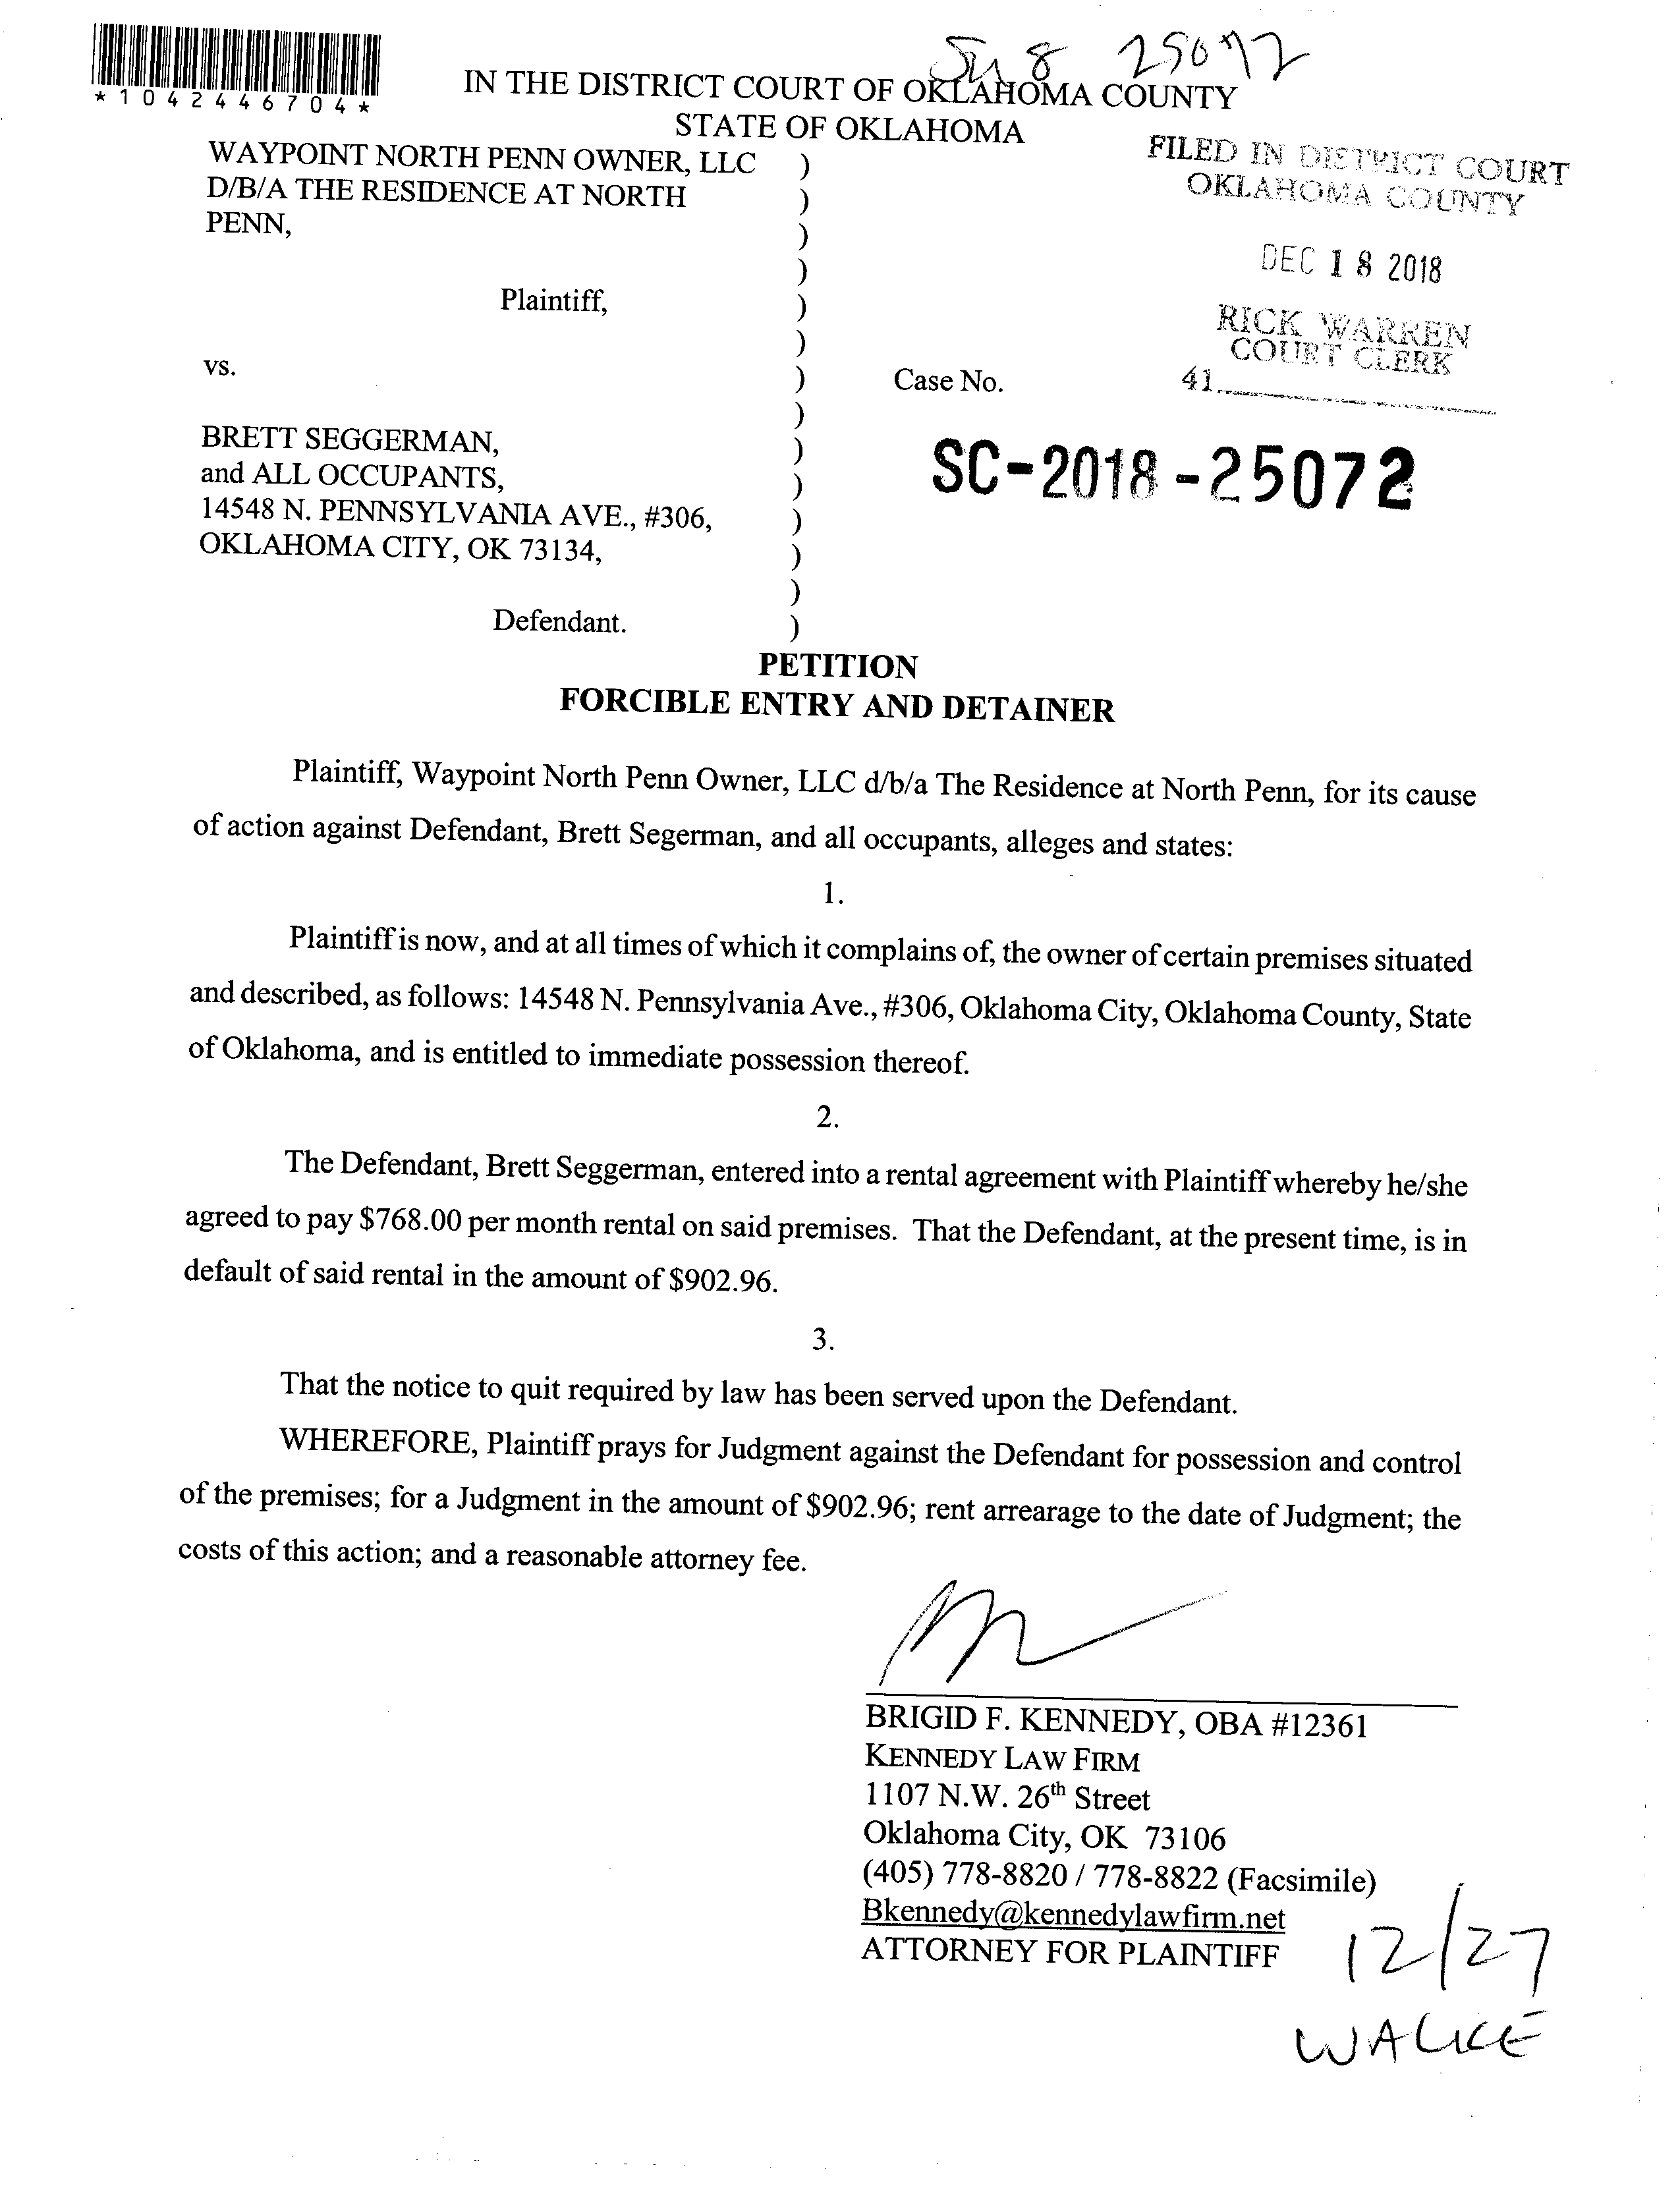 *1042446704*
25072
IN THE DISTRICT COURT OF OKLAHOMA COUNTY
STATE OF OKLAHOMA
FILED IN DISTRICT COURT
OKLAHOMA COUNTY
DEC 18 2018
RICK WARREN
COURT CLERK
41
WAYPOINT NORTH PENN OWNER, LLC )
D/B/A THE RESIDENCE AT NORTH )
PENN, )
)
Plaintiff, )
)
vs. )
Case No.
)
BRETT SEGGERMAN, )
and ALL OCCUPANTS, )
14548 N. PENNSYLVANIA AVE., #306, )
OKLAHOMA CITY, OK 73134, )
)
Defendant. )
SC-2018-25072
PETITION
FORCIBLE ENTRY AND DETAINER
Plaintiff, Waypoint North Penn Owner, LLC d/b/a The Residence at North Penn, for its cause
of action against Defendant, Brett Segerman, and all occupants, alleges and states:
1.
Plaintiff is now, and at all times of which it complains of, the owner of certain premises situated
and described, as follows: 14548 N. Pennsylvania Ave., #306, Oklahoma City, Oklahoma County, State
of Oklahoma, and is entitled to immediate possession thereof.
2.
The Defendant, Brett Seggerman, entered into a rental agreement with Plaintiff whereby he/she
agreed to pay $768.00 per month rental on said premises. That the Defendant, at the present time, is in
default of said rental in the amount of $902.96.
3.
That the notice to quit required by law has been served upon the Defendant.
WHEREFORE, Plaintiff prays for Judgment against the Defendant for possession and control
of the premises; for a Judgment in the amount of $902.96; rent arrearage to the date of Judgment; the
costs of this action; and a reasonable attorney fee.
BRIGID F. KENNEDY, OBA #12361
KENNEDY LAW FIRM
1107 N.W. 26th Street
Oklahoma City, OK 73106
(405) 778-8820 / 778-8822 (Facsimile)
Bkennedy@kennedylawfirm.net
ATTORNEY FOR PLAINTIFF
12/27
WALKE